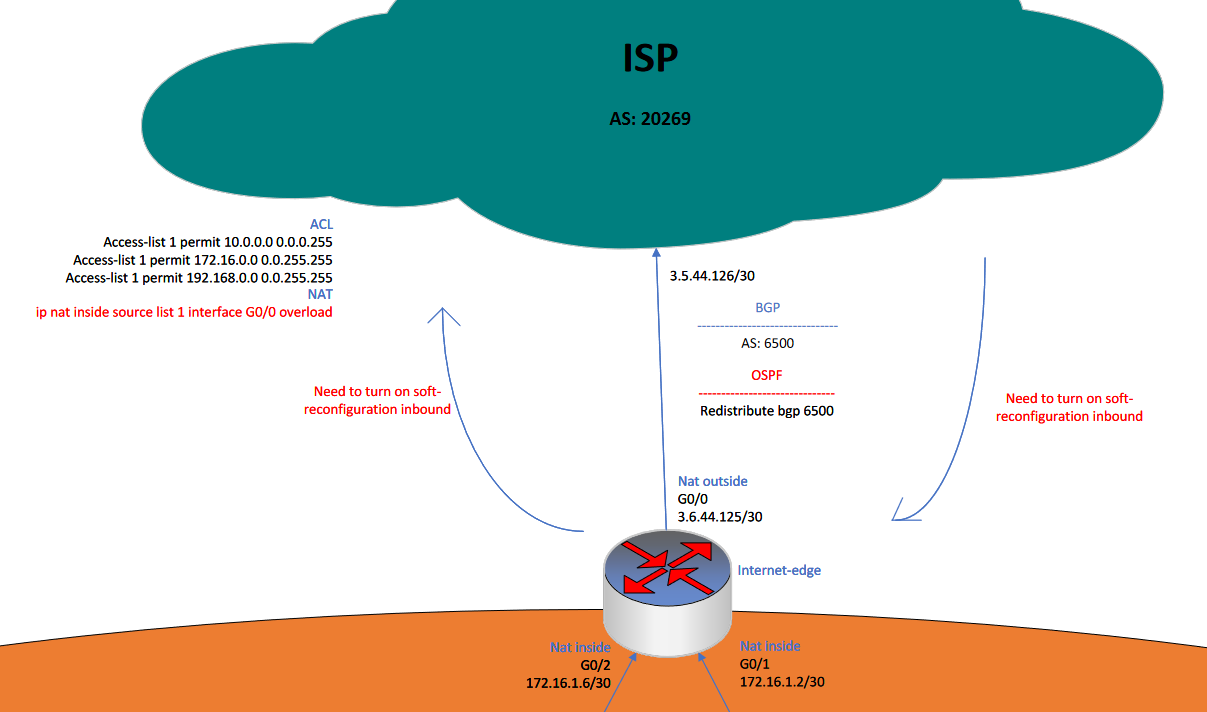 ISP
AS: 20269
ACL
Access-list 1 permit 10.0.0.0 0.0.0.255
Access-list 1 permit 172.16.0.0 0.0.255.255
Access-list 1 permit 192.168.0.0 0.0.255.255
NAT
ip nat inside source list 1 interface G0/0 overload
3.5.44.126/30
BGP
------------------------------
AS: 6500
OSPF
-----------------------------
Redistribute bgp 6500
Need to turn on soft-
reconfiguration inbound
Need to turn on soft-
reconfiguration inbound
Nat outside
G0/0
3.6.44.125/30
Internet-edge
Nat inside
G0/2
172.16.1.6/30
Nat inside
G0/1
172.16.1.2/30